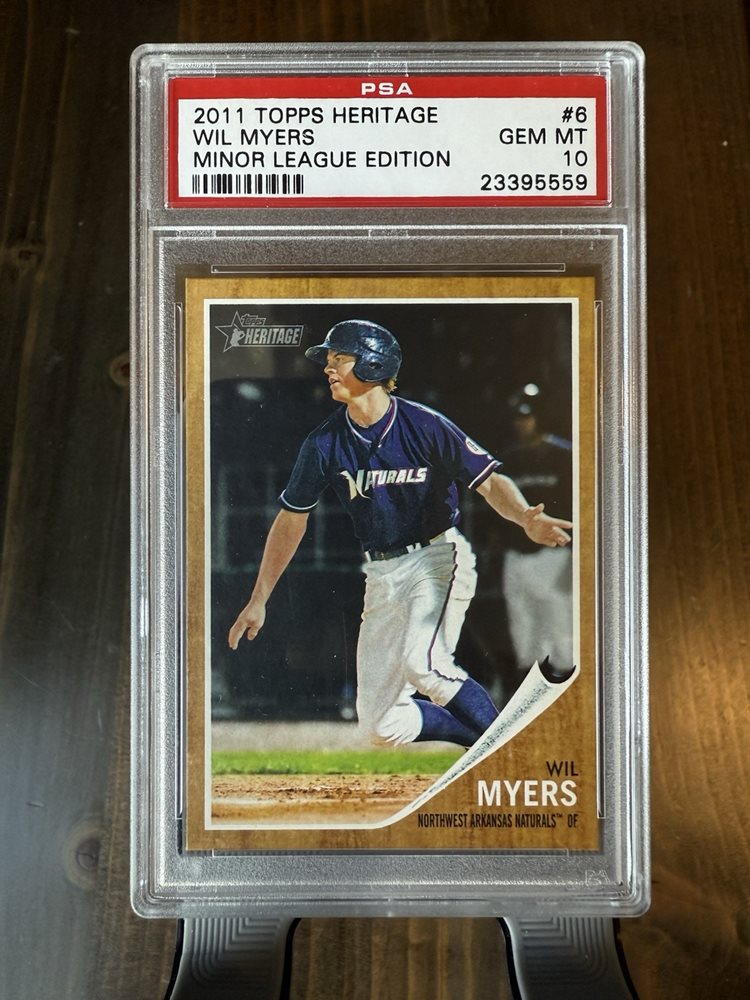 PSA
2011 TOPPS HERITAGE #6
WIL MYERS GEM MT
MINOR LEAGUE EDITION 10
23395559
Topps
HERITAGE
NATURALS
WIL
MYERS
NORTHWEST ARKANSAS NATURALS™ OF